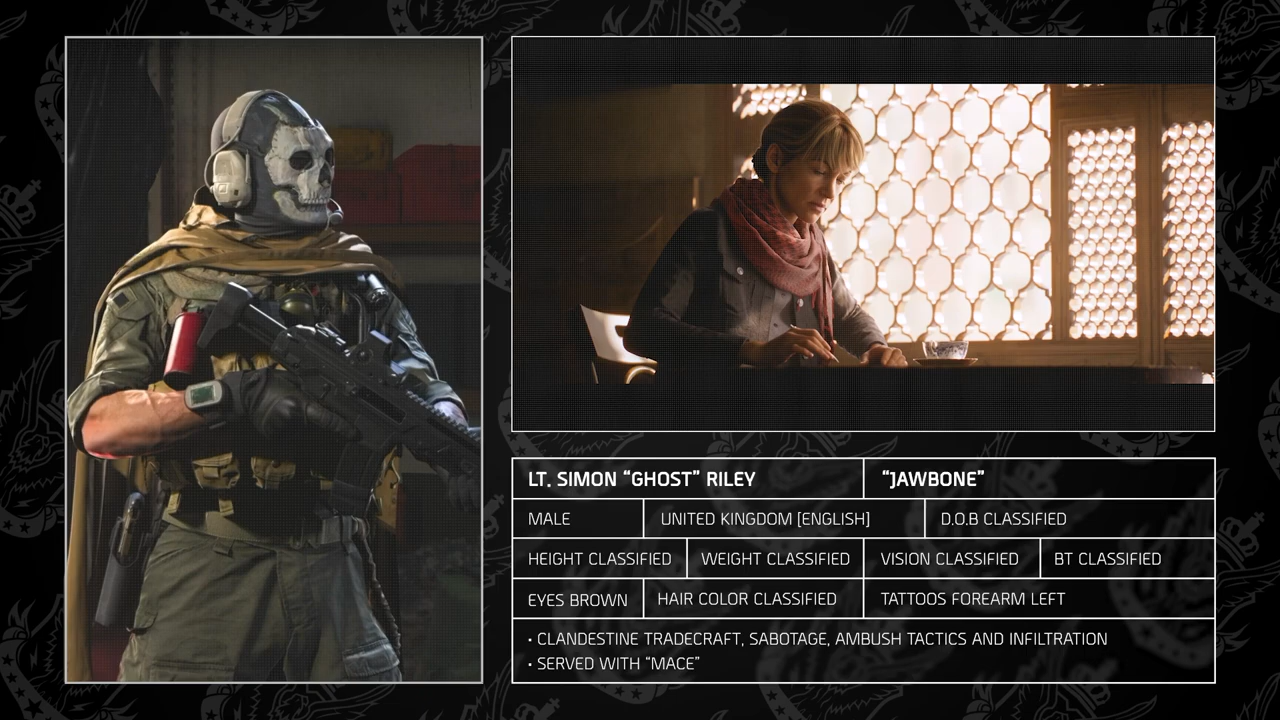 LT. SIMON “GHOST” RILEY “JAWBONE”
MALE UNITED KINGDOM [ENGLISH] D.O.B CLASSIFIED
HEIGHT CLASSIFIED WEIGHT CLASSIFIED VISION CLASSIFIED BT CLASSIFIED
EYES BROWN HAIR COLOR CLASSIFIED TATTOOS FOREARM LEFT
• CLANDESTINE TRADECRAFT, SABOTAGE, AMBUSH TACTICS AND INFILTRATION
• SERVED WITH “MACE”